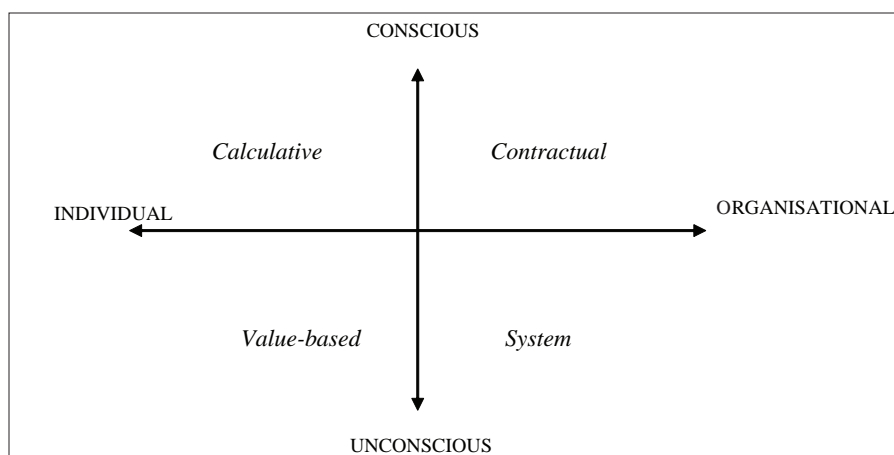 CONSCIOUS
Calculative
Contractual
INDIVIDUAL
ORGANISATIONAL
Value-based
System
UNCONSCIOUS